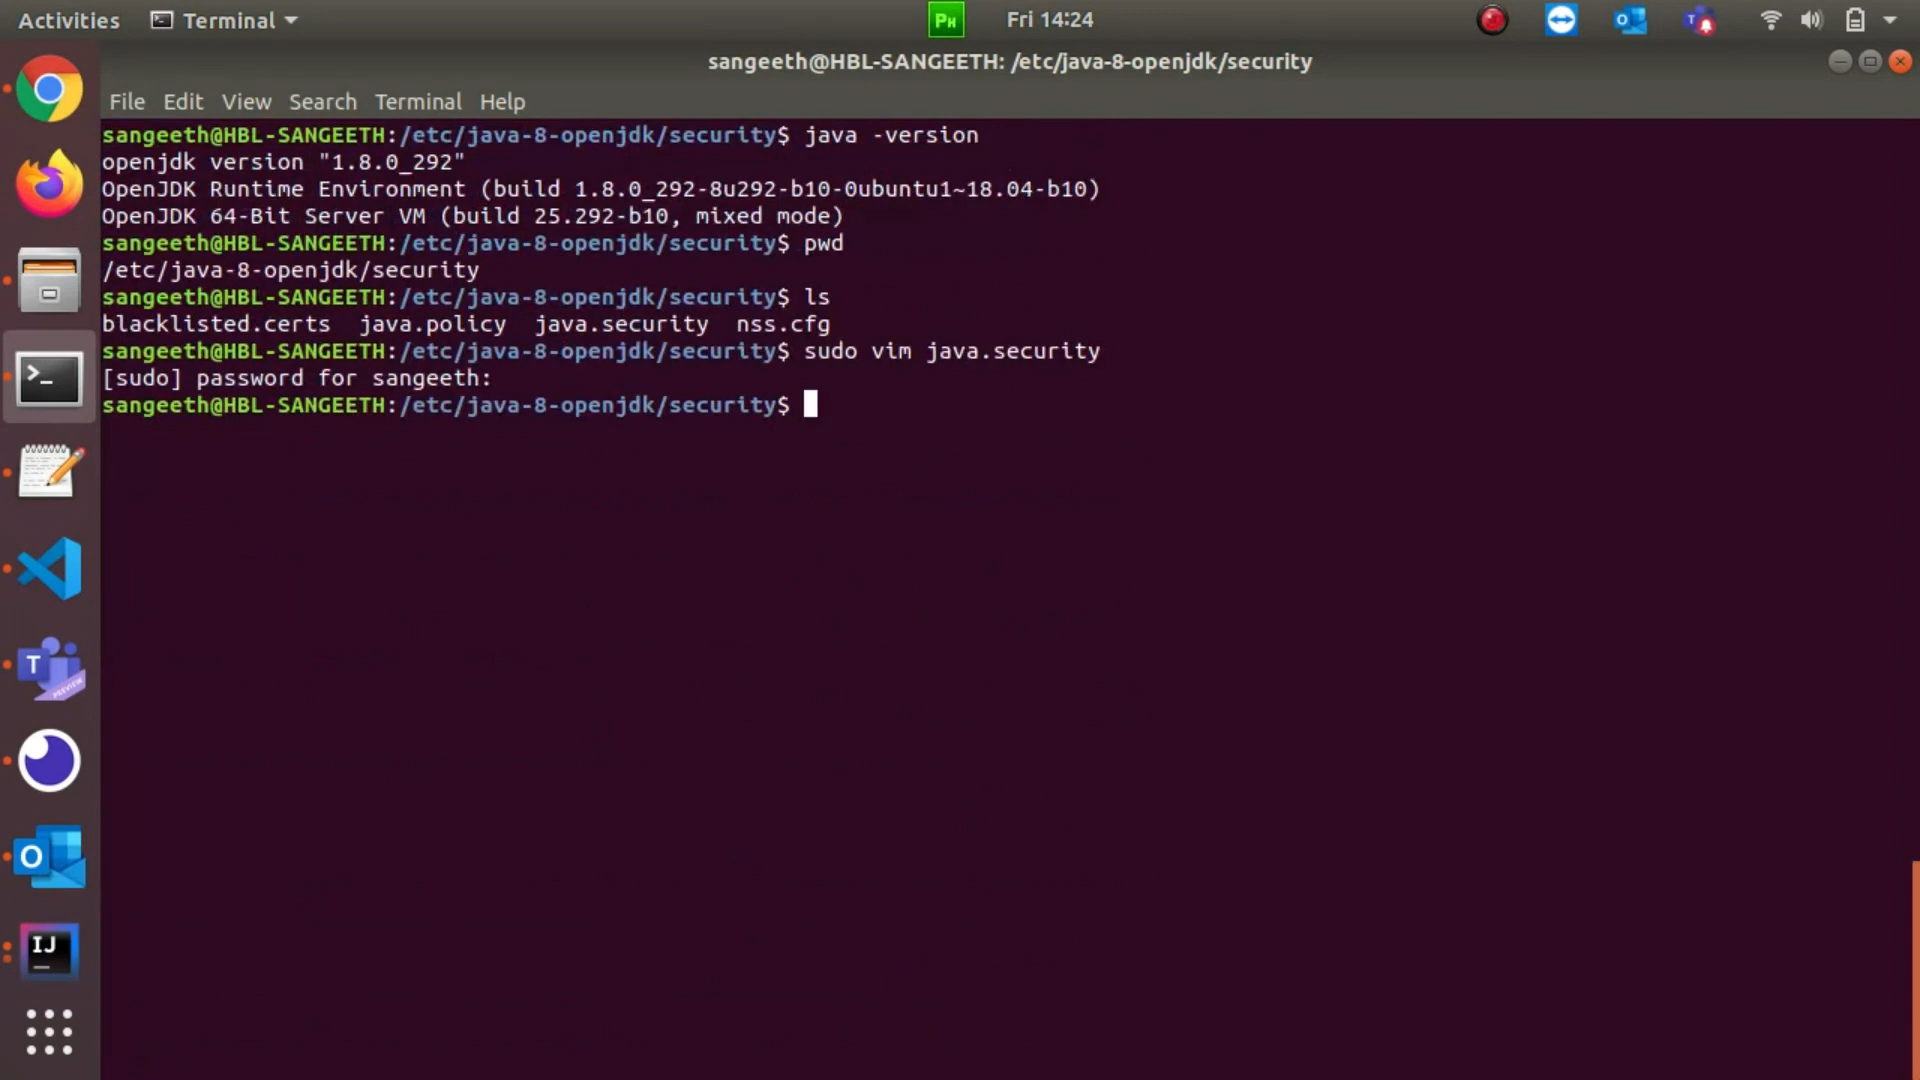 Activities Terminal Fri 14:24
sangeeth@HBL-SANGEETH: /etc/java-8-openjdk/security
File Edit View Search Terminal Help
sangeeth@HBL-SANGEETH:/etc/java-8-openjdk/security$ java -version
openjdk version "1.8.0_292"
OpenJDK Runtime Environment (build 1.8.0_292-8u292-b10-0ubuntu1~18.04-b10)
OpenJDK 64-Bit Server VM (build 25.292-b10, mixed mode)
sangeeth@HBL-SANGEETH:/etc/java-8-openjdk/security$ pwd
/etc/java-8-openjdk/security
sangeeth@HBL-SANGEETH:/etc/java-8-openjdk/security$ ls
blacklisted.certs java.policy java.security nss.cfg
sangeeth@HBL-SANGEETH:/etc/java-8-openjdk/security$ sudo vim java.security
[sudo] password for sangeeth:
sangeeth@HBL-SANGEETH:/etc/java-8-openjdk/security$
T
PREVIEW
O
IJ